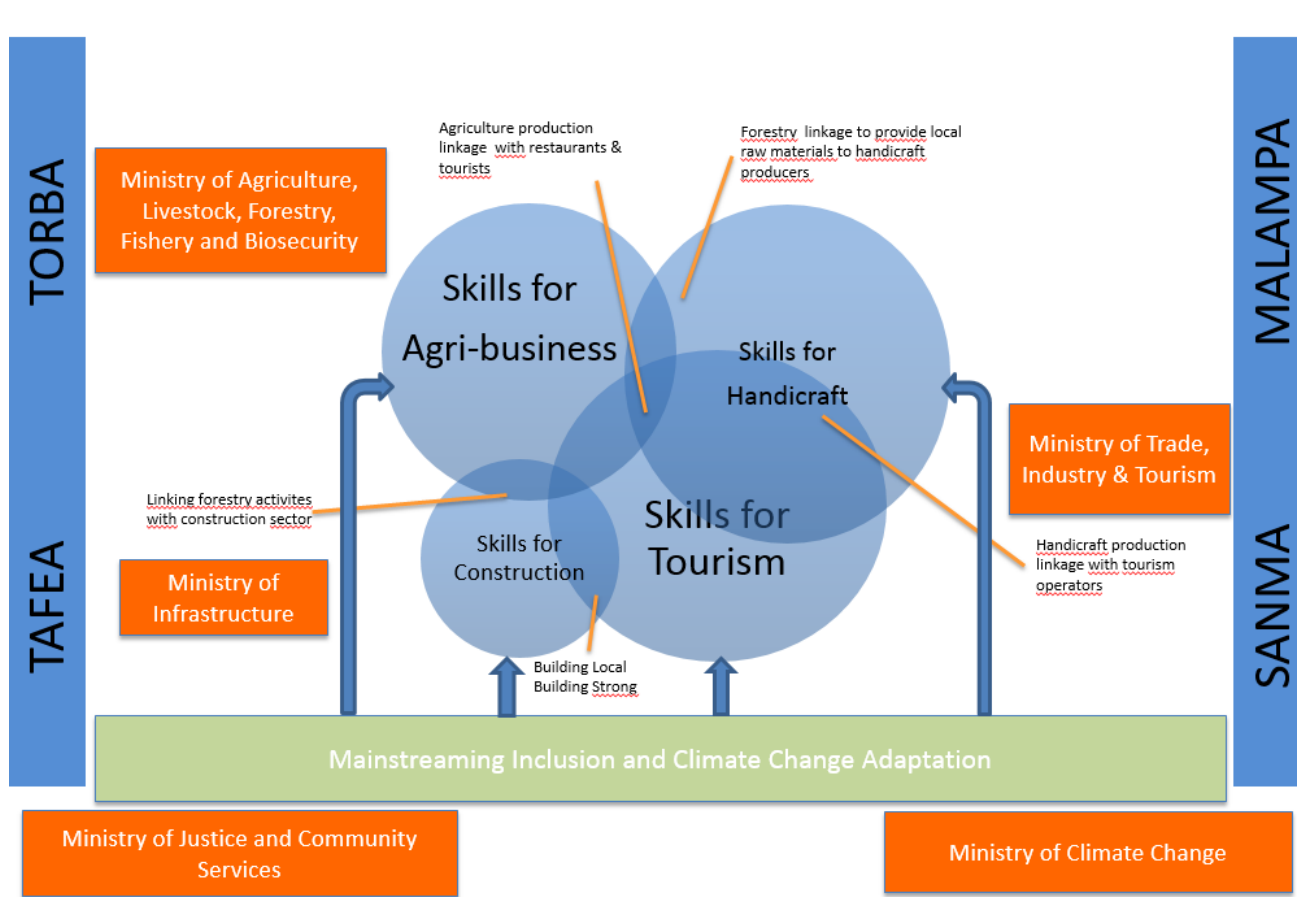 TORBA
TAFEA
MALAMPA
SANMA
Ministry of Agriculture,
Livestock, Forestry,
Fishery and Biosecurity
Agriculture production
linkage with restaurants &
tourists
Forestry linkage to provide local
raw materials to handicraft
producers
Skills for
Agri-business
Skills for
Handicraft
Ministry of Trade,
Industry & Tourism
Linking forestry activites
with construction sector
Skills for
Tourism
Skills for
Construction
Ministry of
Infrastructure
Handicraft production
linkage with tourism
operators
Building Local
Building Strong
Mainstreaming Inclusion and Climate Change Adaptation
Ministry of Justice and Community
Services
Ministry of Climate Change